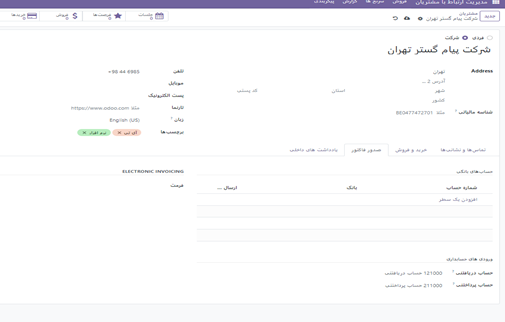 مدیریت ارتباط با مشتریان فروش سرنخ ها گزارش پیکربندی
جدید
مشتریان
شرکت پیام گستر تهران
جلسات 0
فروش 0
فرصت‌ها 0
خریدها 0
فردی شرکت
شرکت پیام گستر تهران
Address
تهران
آدرس 2 ...
شهر استان کد پستی
کشور
شناسه مالیاتی ? مثلا BE0477472701
تلفن +98 44 6985
موبایل
پست الکترونیک
تارنما مثلا https://www.odoo.com
زبان ? English (US)
برچسب‌ها آی تی × نرم افزار ×
تماس‌ها و نشانی‌ها خرید و فروش صدور فاکتور یادداشت های داخلی
حساب‌های بانکی
شماره حساب بانک ارسال ...
افزودن یک سطر
ELECTRONIC INVOICING
فرمت
ورودی های حسابداری
حساب دریافتنی ? 121000 حساب دریافتنی
حساب پرداختنی ? 211000 حساب پرداختنی